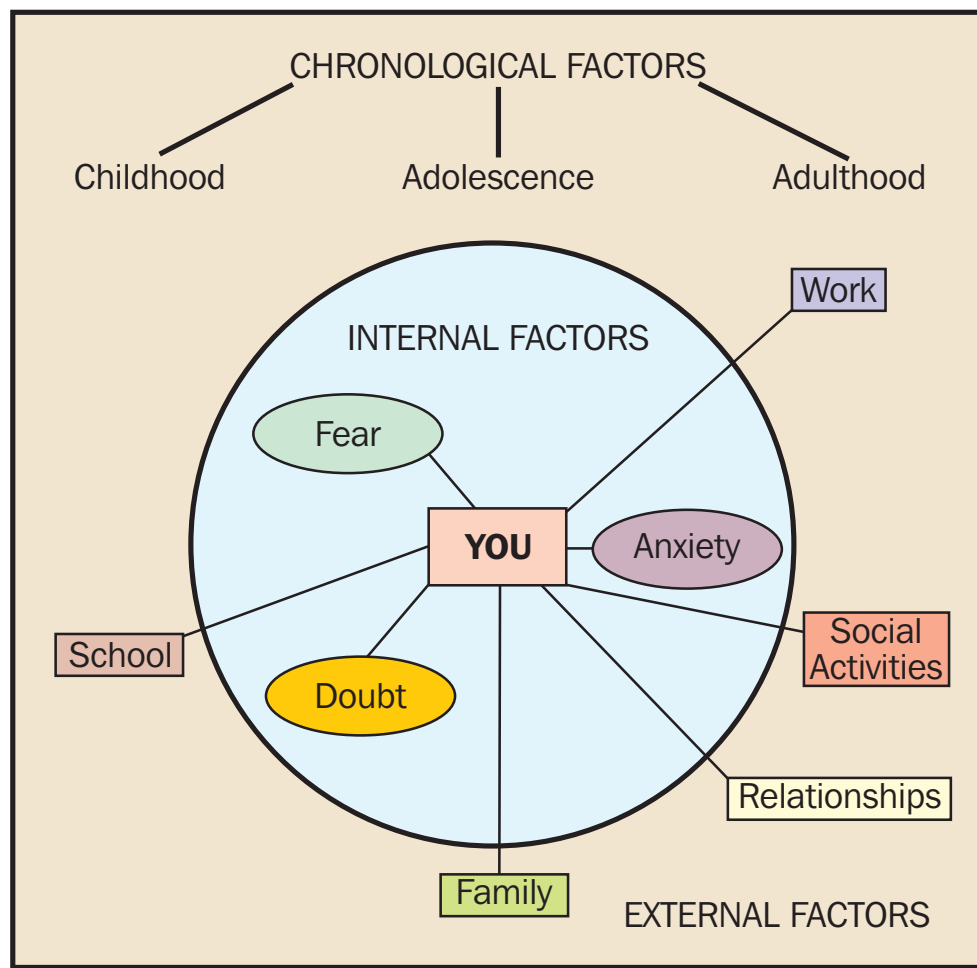 CHRONOLOGICAL FACTORS
Childhood
Adolescence
Adulthood
Work
INTERNAL FACTORS
Fear
YOU
Anxiety
School
Social
Activities
Doubt
Relationships
Family
EXTERNAL FACTORS